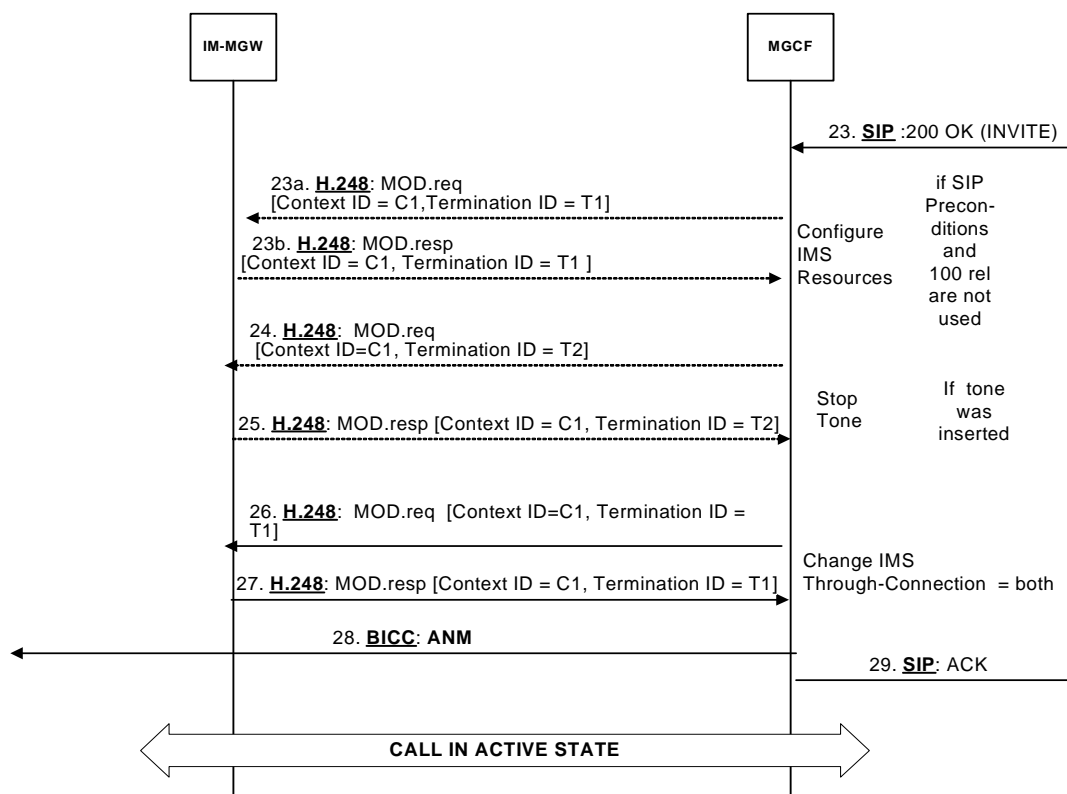 IM-MGW
MGCF
23. SIP :200 OK (INVITE)
23a. H.248: MOD.req
[Context ID = C1,Termination ID = T1]
23b. H.248: MOD.resp
[Context ID = C1, Termination ID = T1 ]
Configure
IMS
Resources
if SIP
Precon-
ditions
and
100 rel
are not
used
24. H.248: MOD.req
[Context ID=C1, Termination ID = T2]
25. H.248: MOD.resp [Context ID = C1, Termination ID = T2]
Stop
Tone
If tone
was
inserted
26. H.248: MOD.req [Context ID=C1, Termination ID =
T1]
27. H.248: MOD.resp [Context ID = C1, Termination ID = T1]
Change IMS
Through-Connection = both
28. BICC: ANM
29. SIP: ACK
CALL IN ACTIVE STATE